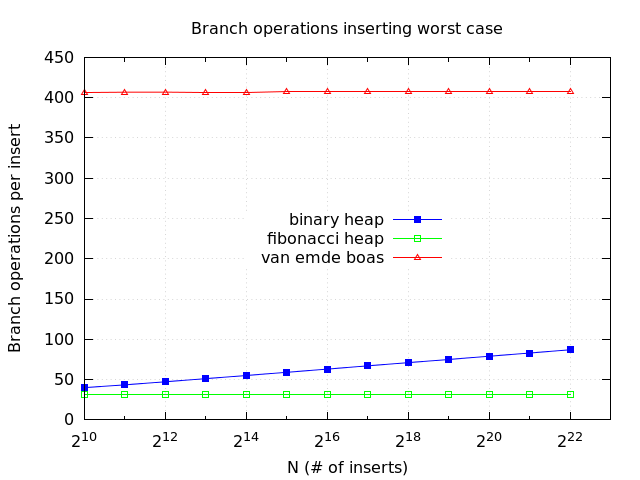 Branch operations inserting worst case
450
400
350
300
250
200
150
100
50
0
Branch operations per insert
binary heap
fibonacci heap
van emde boas
2^10 2^12 2^14 2^16 2^18 2^20 2^22
N (# of inserts)